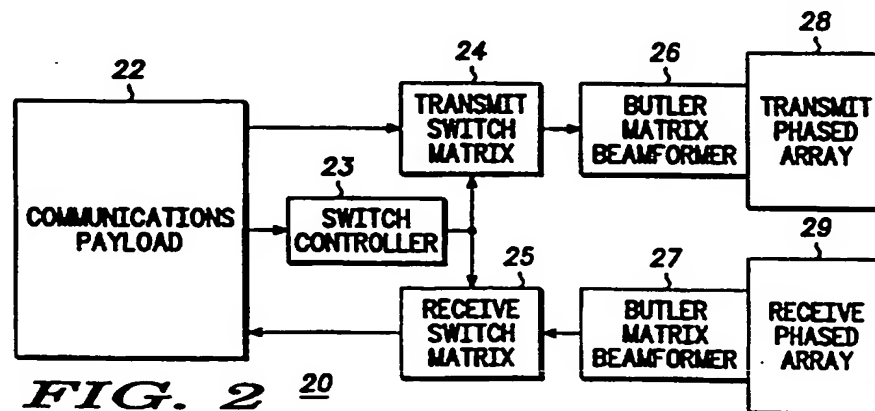 22
COMMUNICATIONS
PAYLOAD
23
SWITCH
CONTROLLER
24
TRANSMIT
SWITCH
MATRIX
25
RECEIVE
SWITCH
MATRIX
26
BUTLER
MATRIX
BEAMFORMER
27
BUTLER
MATRIX
BEAMFORMER
28
TRANSMIT
PHASED
ARRAY
29
RECEIVE
PHASED
ARRAY
FIG. 2 20